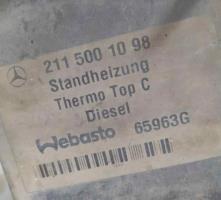 211 500 10 98
Standheizung
Thermo Top C
Diesel
Webasto 65963G